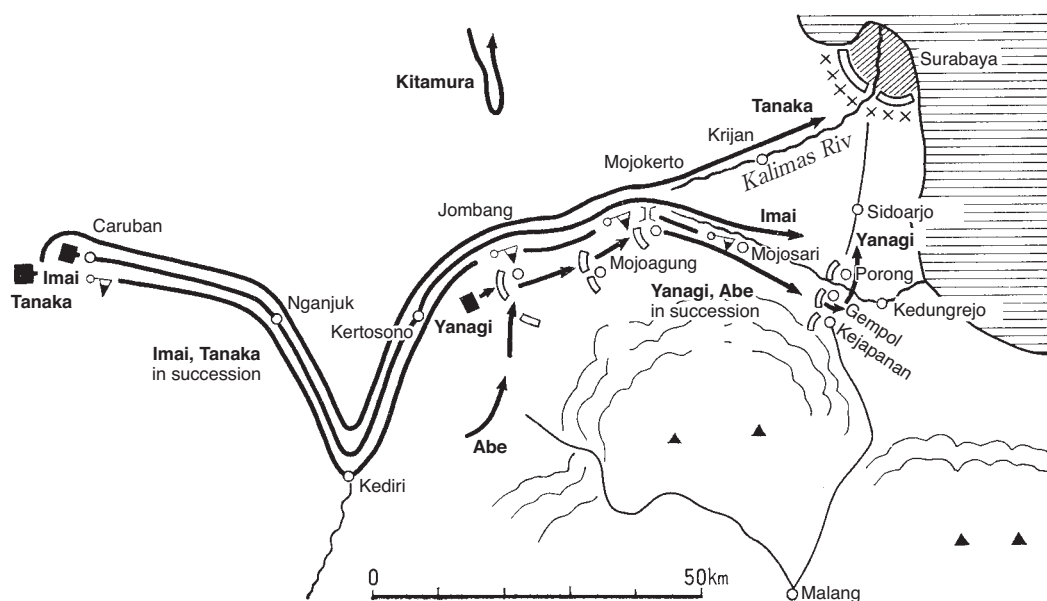 Surabaya
Kitamura
Tanaka
Krijan
Kalimas Riv
Mojokerto
Caruban
Jombang
Imai
Sidoarjo
Yanagi
Imai
Tanaka
Mojoagung
Mojosari
Porong
Nganjuk
Kertosono
Yanagi
Yanagi, Abe
in succession
Kedungrejo
Gempol
Kejapanan
Imai, Tanaka
in succession
Abe
Kediri
0
50km
Malang